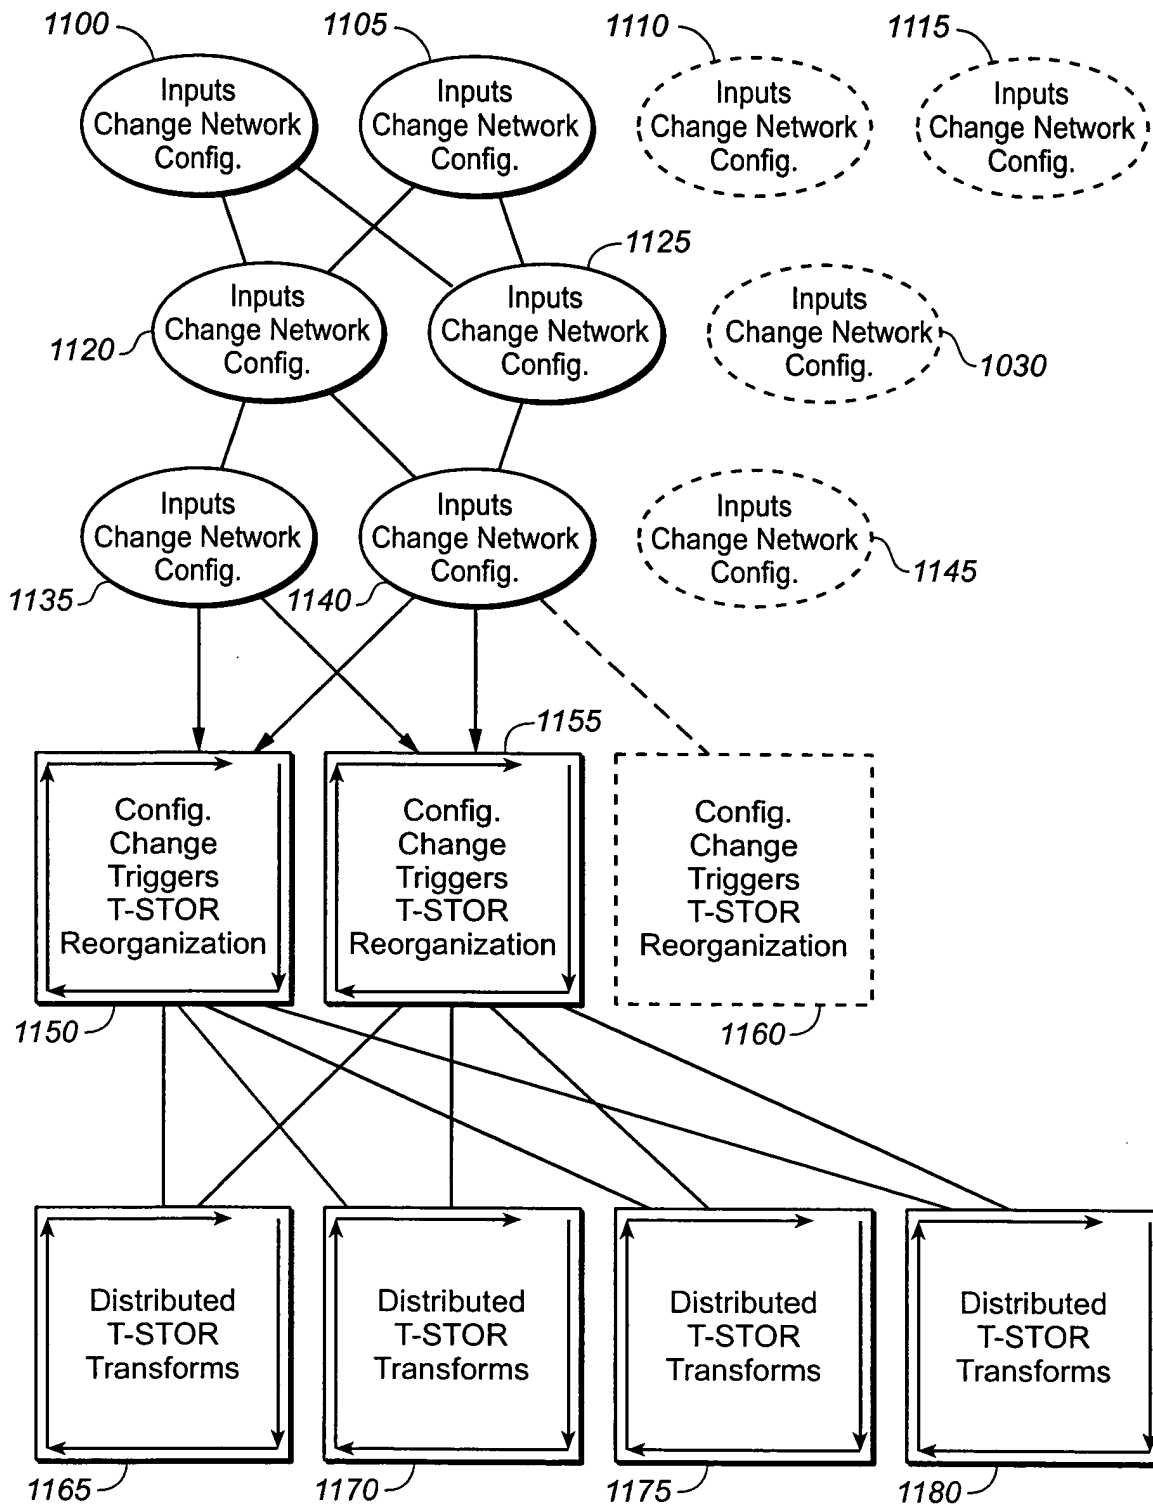 1100
1105
1110
1115
Inputs
Change Network
Config.
Inputs
Change Network
Config.
Inputs
Change Network
Config.
Inputs
Change Network
Config.
1125
Inputs
Change Network
Config.
1120
Inputs
Change Network
Config.
Inputs
Change Network
Config.
1030
Inputs
Change Network
Config.
1135
Inputs
Change Network
Config.
1140
Inputs
Change Network
Config.
1145
1155
Config.
Change
Triggers
T-STOR
Reorganization
1150
Config.
Change
Triggers
T-STOR
Reorganization
Config.
Change
Triggers
T-STOR
Reorganization
1160
Distributed
T-STOR
Transforms
1165
Distributed
T-STOR
Transforms
1170
Distributed
T-STOR
Transforms
1175
Distributed
T-STOR
Transforms
1180